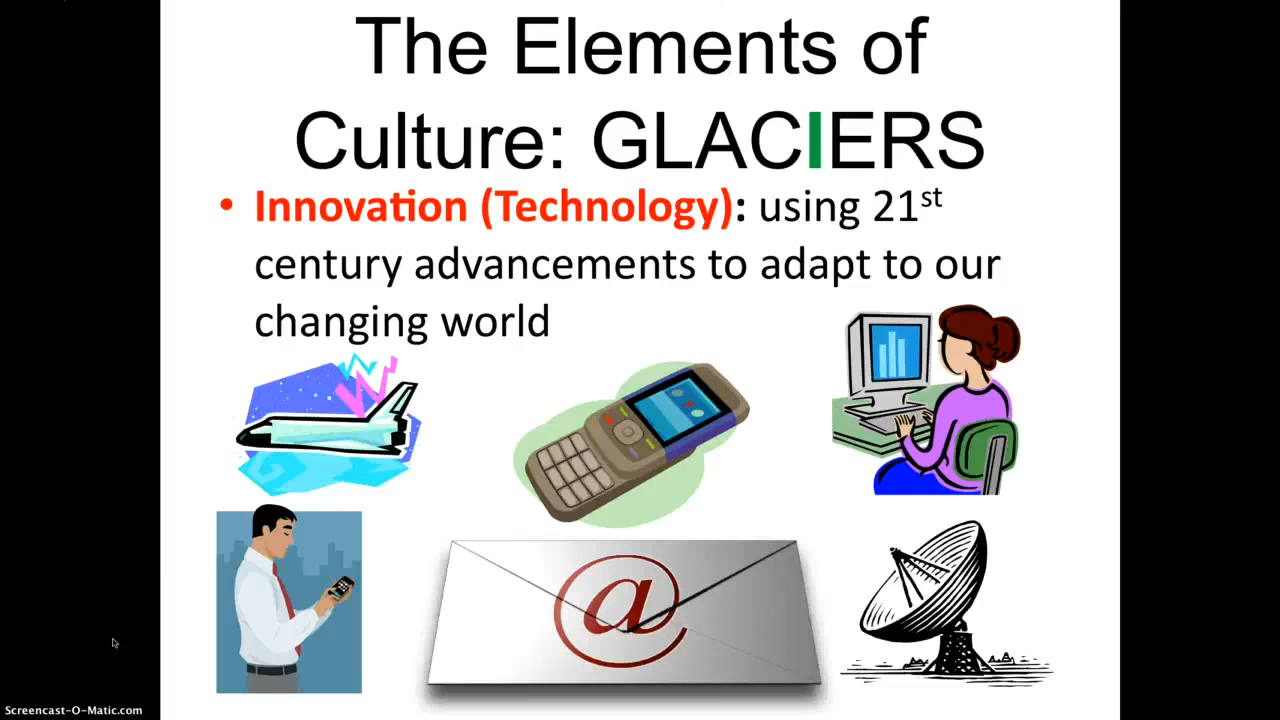 The Elements of
Culture: GLACIERS
• Innovation (Technology): using 21st
century advancements to adapt to our
changing world
@
Screencast-O-Matic.com